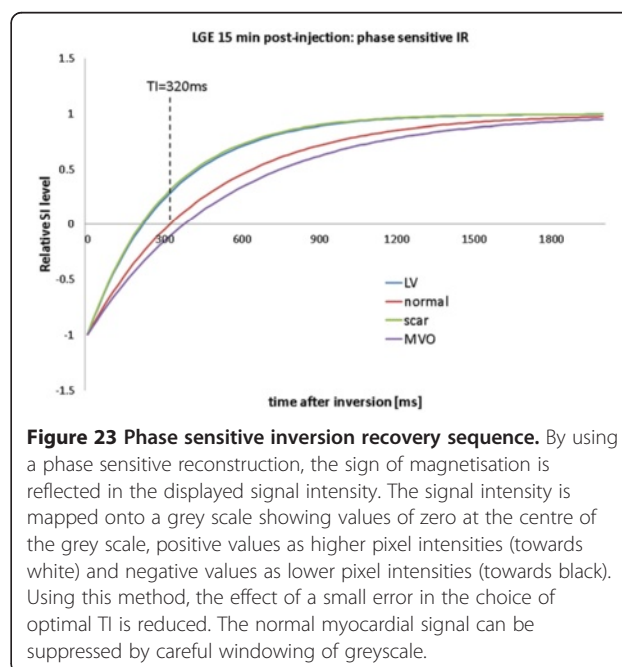 LGE 15 min post-injection: phase sensitive IR
TI=320ms
1.5
1
0.5
0
-0.5
-1
-1.5
Relative SI level
0 300 600 900 1200 1500 1800
LV
normal
scar
MVO
time after inversion [ms]
Figure 23 Phase sensitive inversion recovery sequence. By using
a phase sensitive reconstruction, the sign of magnetisation is
reflected in the displayed signal intensity. The signal intensity is
mapped onto a grey scale showing values of zero at the centre of
the grey scale, positive values as higher pixel intensities (towards
white) and negative values as lower pixel intensities (towards black).
Using this method, the effect of a small error in the choice of
optimal TI is reduced. The normal myocardial signal can be
suppressed by careful windowing of greyscale.